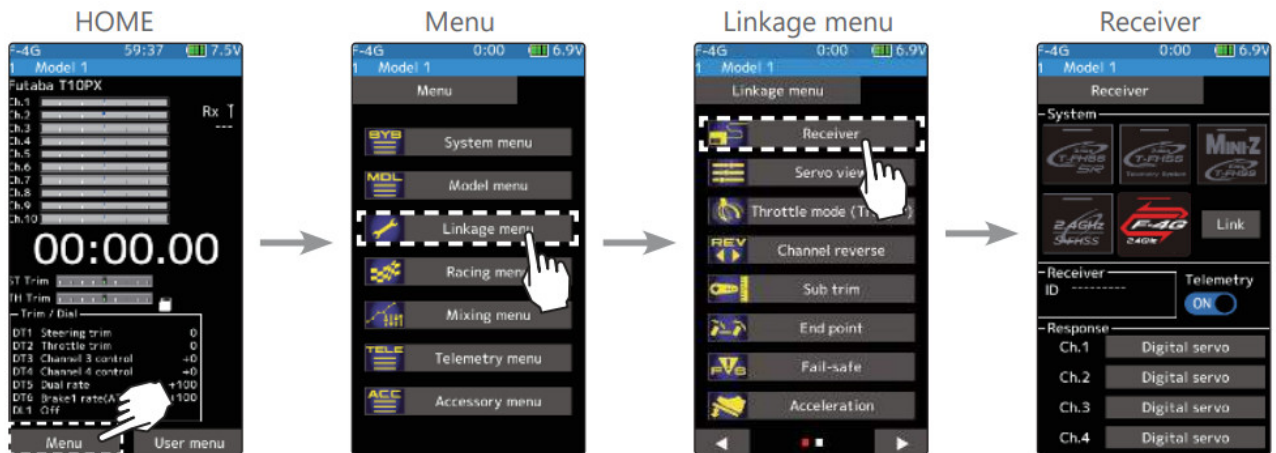 HOME
F-4G 59:37 7.5V
1 Model 1
Futaba T10PX
Ch.1
Ch.2
Ch.3
Ch.4
Ch.5
Ch.6
Ch.7
Ch.8
Ch.9
Ch.10
Rx
---
00:00.00
ST Trim
TH Trim
Trim / Dial
DT1 Steering trim 0
DT2 Throttle trim 0
DT3 Channel 3 control +0
DT4 Channel 4 control +0
DT5 Dual rate +100
DT6 Brake1 rate(A +100
DL1 Off
Menu User menu
Menu
F-4G 0:00 6.9V
1 Model 1
Menu
SYS System menu
MDL Model menu
Linkage menu
Racing menu
Mixing menu
TELE Telemetry menu
ACC Accessory menu
Linkage menu
F-4G 0:00 6.9V
1 Model 1
Linkage menu
Receiver
Servo view
Throttle mode (T
REV Channel reverse
Sub trim
End point
F/S Fail-safe
Acceleration
Receiver
F-4G 0:00 6.9V
1 Model 1
Receiver
System
T-FHSS SR
T-FHSS Telemetry System
MINI-Z T-FHSS
2.4GHz S-FHSS
F-4G 2.4GHz
Link
Receiver
ID ---------
Telemetry
ON
Response
Ch.1 Digital servo
Ch.2 Digital servo
Ch.3 Digital servo
Ch.4 Digital servo